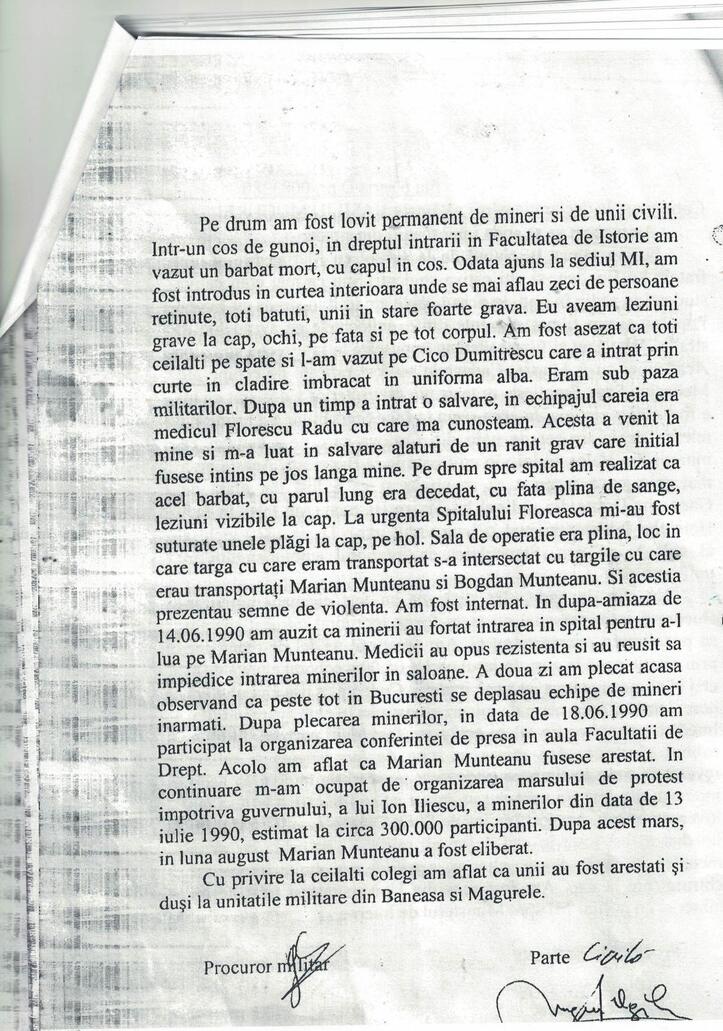 Pe drum am fost lovit permanent de mineri si de unii civili.
Intr-un cos de gunoi, in dreptul intrarii in Facultatea de Istorie am
vazut un barbat mort, cu capul in cos. Odata ajuns la sediul MI, am
fost introdus in curtea interioara unde se mai aflau zeci de persoane
retinute, toti batuti, unii in stare foarte grava. Eu aveam leziuni
grave la cap, ochi, pe fata si pe tot corpul. Am fost asezat ca toti
ceilalti pe spate si l-am vazut pe Cico Dumitrescu care a intrat prin
curte in cladire imbracat in uniforma alba. Eram sub paza
militarilor. Dupa un timp a intrat o salvare, in echipajul careia era
medicul Florescu Radu cu care ma cunosteam. Acesta a venit la
mine si m-a luat in salvare alaturi de un ranit grav care initial
fusese intins pe jos langa mine. Pe drum spre spital am realizat ca
acel barbat, cu parul lung era decedat, cu fata plina de sange,
leziuni vizibile la cap. La urgenta Spitalului Floreasca mi-au fost
suturate unele plăgi la cap, pe hol. Sala de operatie era plina, loc in
care targa cu care eram transportat s-a intersectat cu targile cu care
erau transportați Marian Munteanu si Bogdan Munteanu. Si acestia
prezentau semne de violenta. Am fost internat. In dupa-amiaza de
14.06.1990 am auzit ca minerii au fortat intrarea in spital pentru a-l
lua pe Marian Munteanu. Medicii au opus rezistenta si au reusit sa
impiedice intrarea minerilor in saloane. A doua zi am plecat acasa
observand ca peste tot in Bucuresti se deplasau echipe de mineri
inarmati. Dupa plecarea minerilor, in data de 18.06.1990 am
participat la organizarea conferintei de presa in aula Facultatii de
Drept. Acolo am aflat ca Marian Munteanu fusese arestat. In
continuare m-am ocupat de organizarea marsului de protest
impotriva guvernului, a lui Ion Iliescu, a minerilor din data de 13
iulie 1990, estimat la circa 300.000 participanti. Dupa acest mars,
in luna august Marian Munteanu a fost eliberat.
Cu privire la ceilalti colegi am aflat ca unii au fost arestati și
duși la unitatile militare din Baneasa si Magurele.
Procuror militar
Parte Civilă